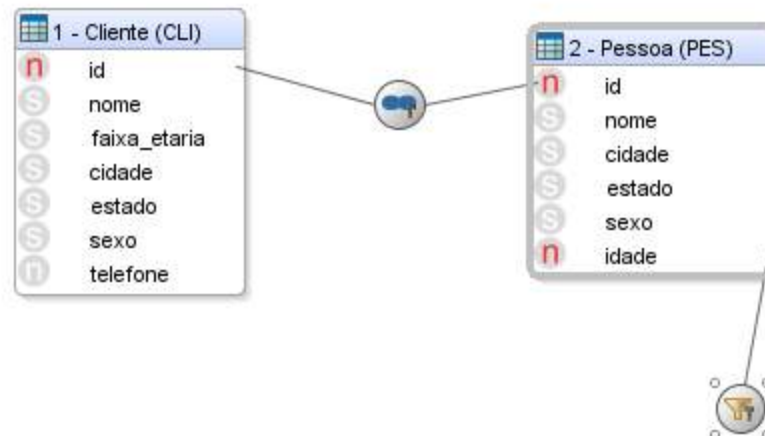 1 - Cliente (CLI)
n id
S nome
S faixa_etaria
S cidade
S estado
S sexo
n telefone
2 - Pessoa (PES)
n id
S nome
S cidade
S estado
S sexo
n idade